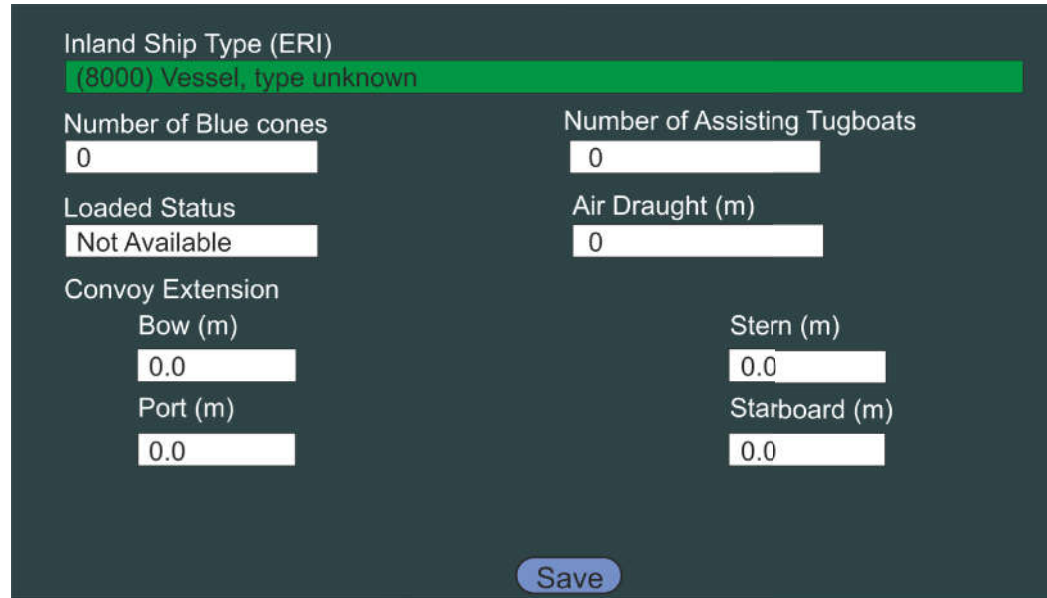 Inland Ship Type (ERI)
(8000) Vessel, type unknown
Number of Blue cones
Number of Assisting Tugboats
0
0
Loaded Status
Air Draught (m)
Not Available
0
Convoy Extension
Bow (m)
Stern (m)
0.0
0.0
Port (m)
Starboard (m)
0.0
0.0
Save